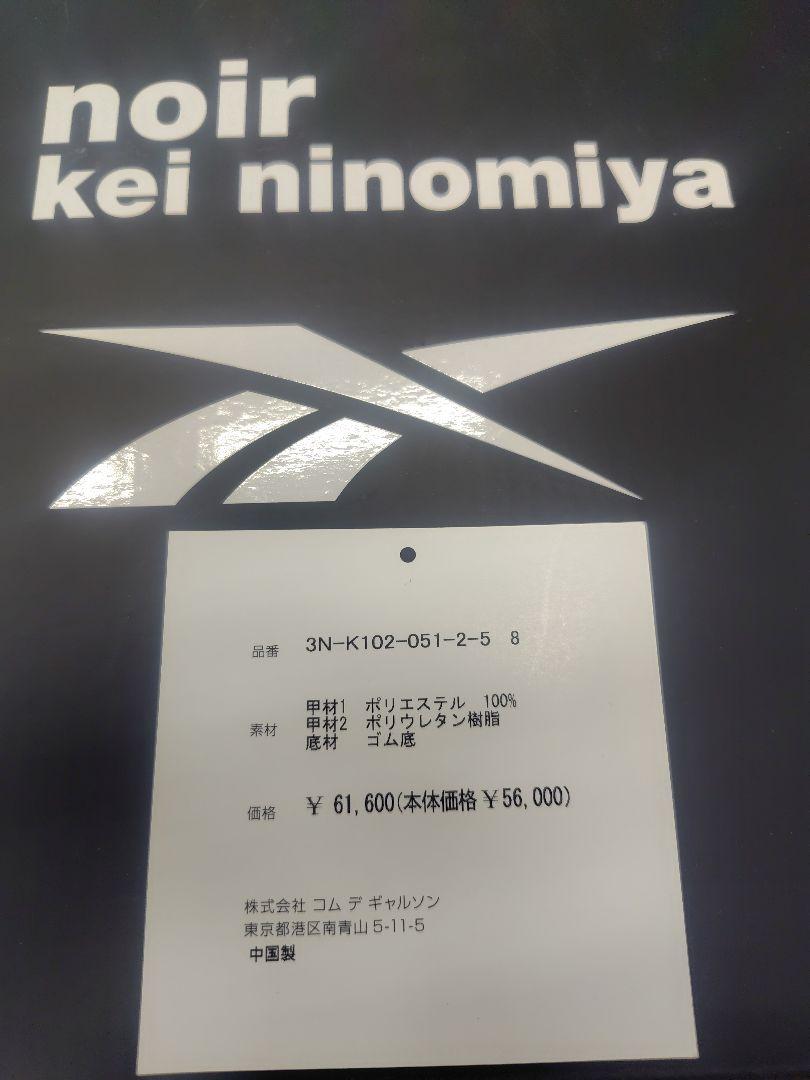 noir
kei ninomiya
品番 3N-K102-051-2-5 8
素材 甲材1 ポリエステル 100%
甲材2 ポリウレタン樹脂
底材 ゴム底
価格 ¥ 61,600(本体価格¥56,000)
株式会社 コム デ ギャルソン
東京都港区南青山5-11-5
中国製